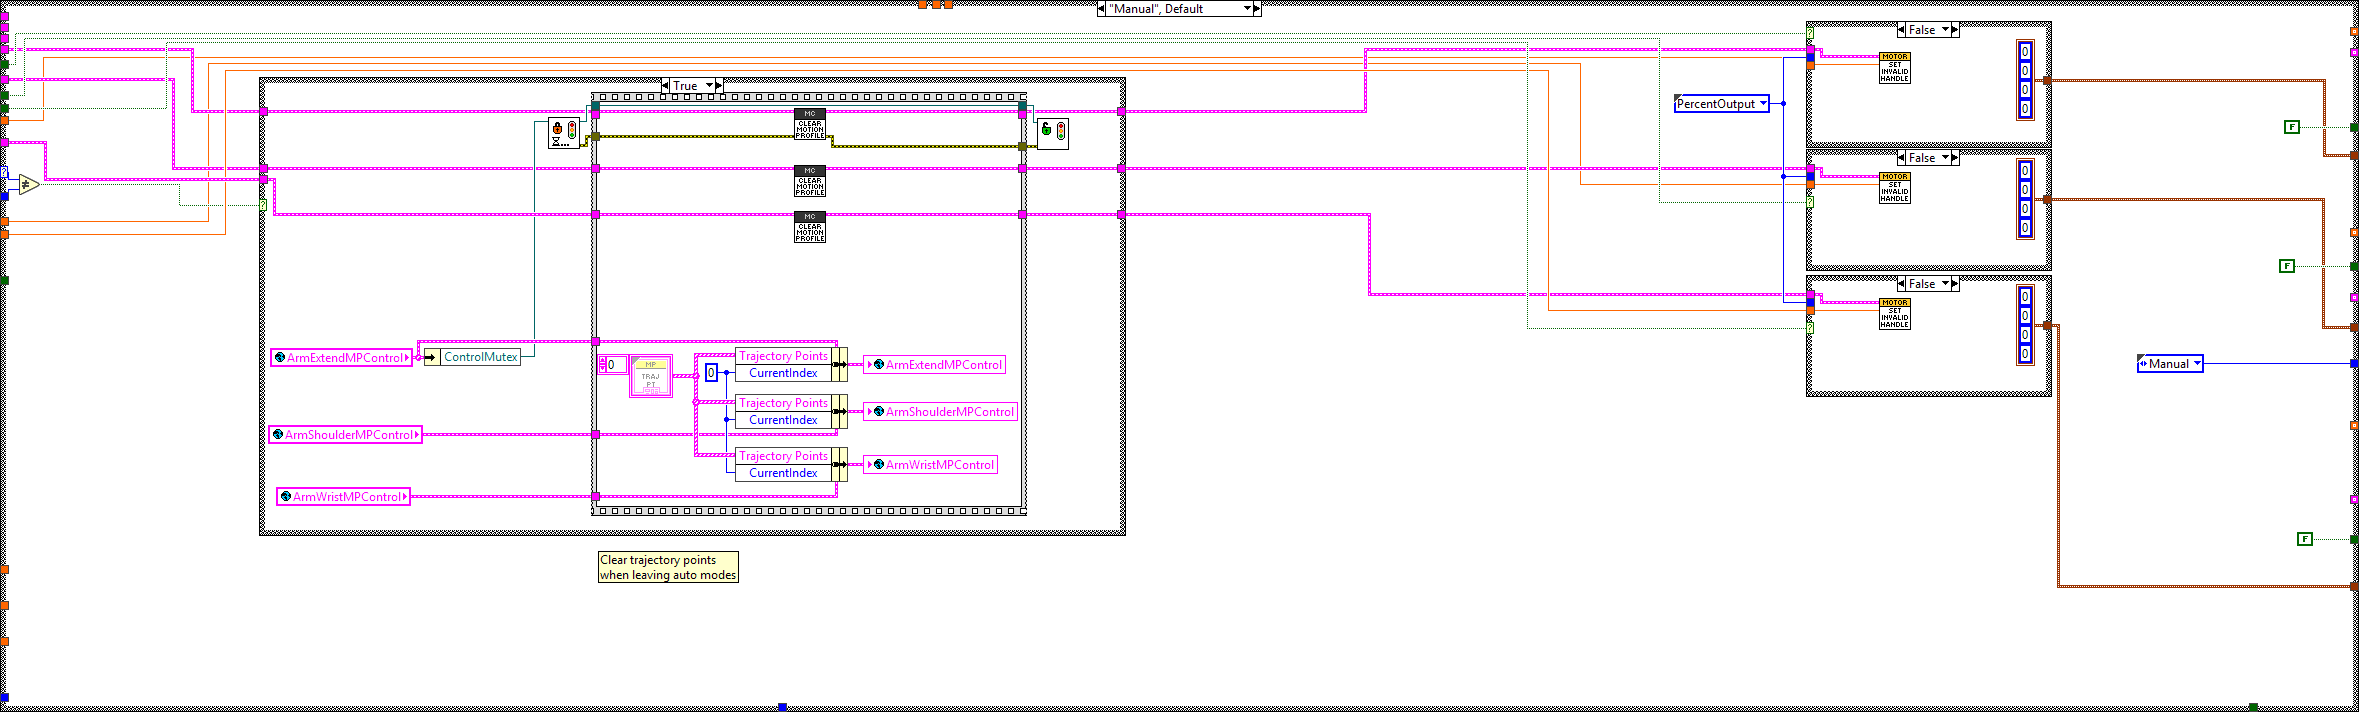 "Manual", Default
False
MOTOR
SET
INVALID
HANDLE
0
0
0
0
True
MC
CLEAR
MOTION
PROFILE
PercentOutput
F
False
MOTOR
SET
INVALID
HANDLE
0
0
0
0
MC
CLEAR
MOTION
PROFILE
?
≠
?
MC
CLEAR
MOTION
PROFILE
F
False
MOTOR
SET
INVALID
HANDLE
0
0
0
0
ArmExtendMPControl
ControlMutex
0
MP
TRAJ
PT
Trajectory Points
0
CurrentIndex
ArmExtendMPControl
Manual
Trajectory Points
CurrentIndex
ArmShoulderMPControl
ArmShoulderMPControl
Trajectory Points
CurrentIndex
ArmWristMPControl
ArmWristMPControl
F
Clear trajectory points
when leaving auto modes